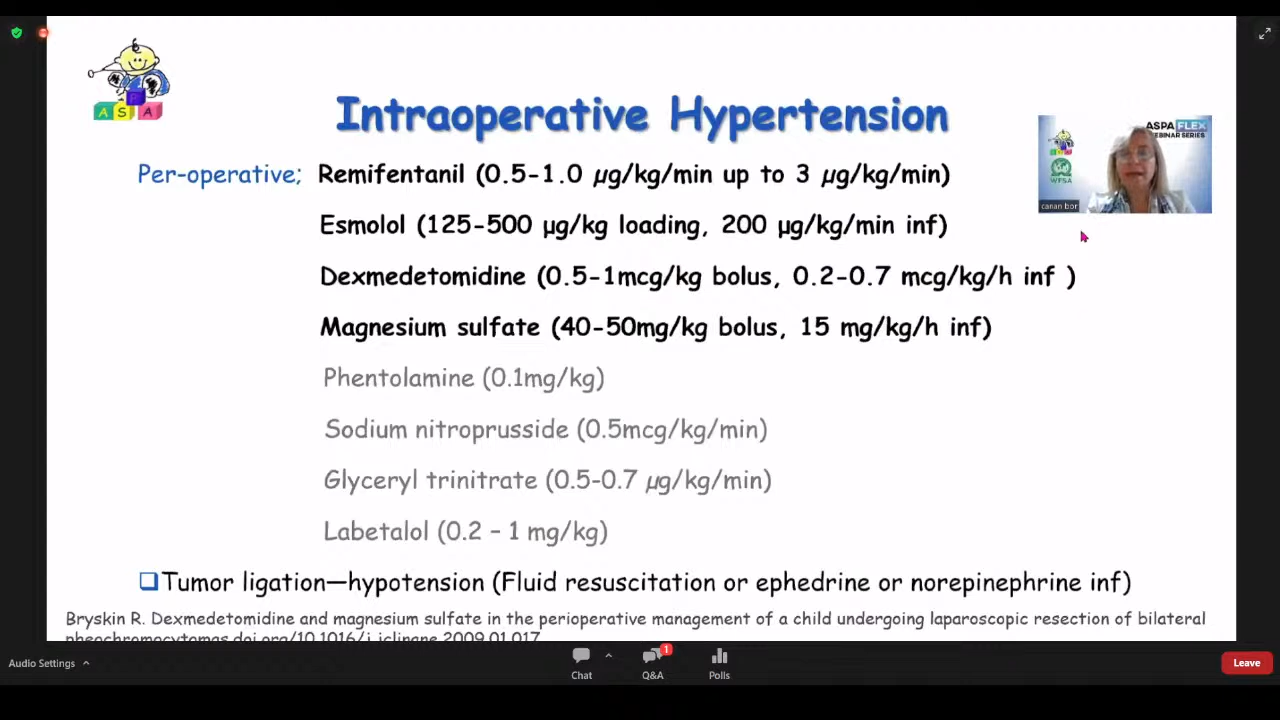 A S P A
Intraoperative Hypertension
ASPA FLEX
WEBINAR SERIES
WFSA
canan bor
Per-operative; Remifentanil (0.5-1.0 µg/kg/min up to 3 µg/kg/min)
Esmolol (125-500 µg/kg loading, 200 µg/kg/min inf)
Dexmedetomidine (0.5-1mcg/kg bolus, 0.2-0.7 mcg/kg/h inf )
Magnesium sulfate (40-50mg/kg bolus, 15 mg/kg/h inf)
Phentolamine (0.1mg/kg)
Sodium nitroprusside (0.5mcg/kg/min)
Glyceryl trinitrate (0.5-0.7 µg/kg/min)
Labetalol (0.2 – 1 mg/kg)
Tumor ligation—hypotension (Fluid resuscitation or ephedrine or norepinephrine inf)
Bryskin R. Dexmedetomidine and magnesium sulfate in the perioperative management of a child undergoing laparoscopic resection of bilateral
pheochromocytomas.doi.org/10.1016/j.jclinane.2009.01.017
Audio Settings
Chat
Q&A
1
Polls
Leave